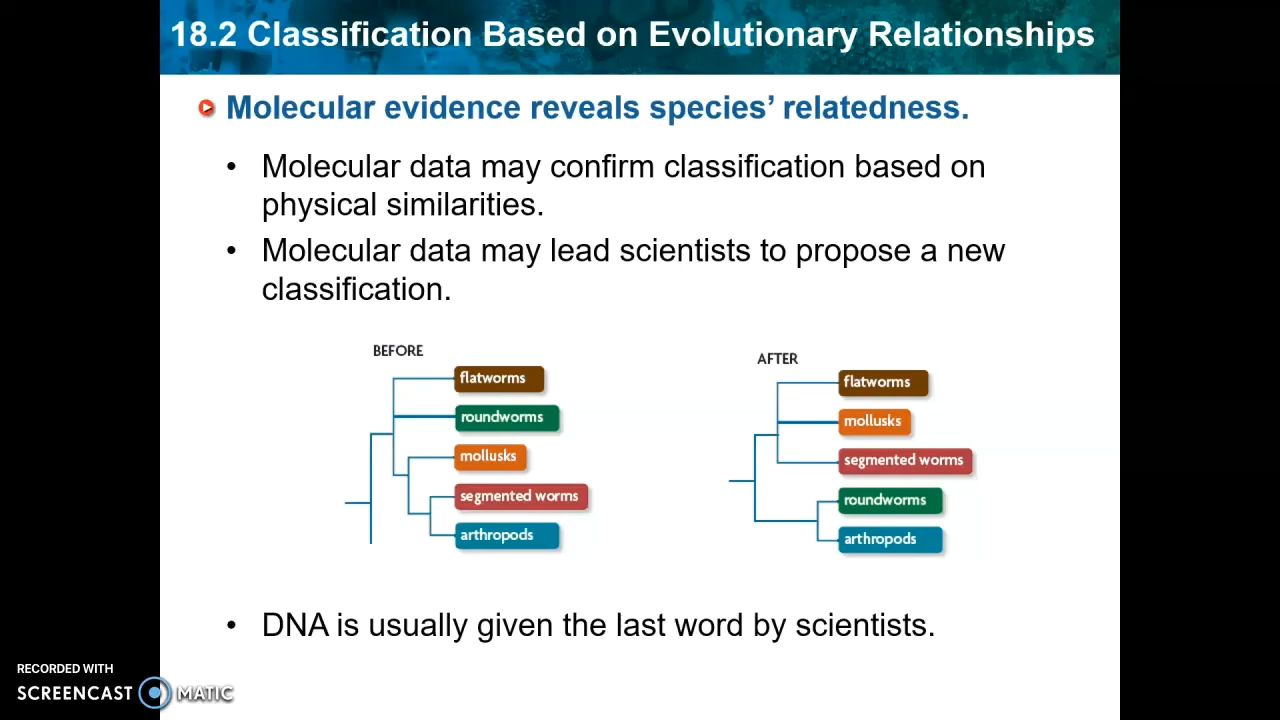 18.2 Classification Based on Evolutionary Relationships
Molecular evidence reveals species’ relatedness.
• Molecular data may confirm classification based on
physical similarities.
• Molecular data may lead scientists to propose a new
classification.
BEFORE
flatworms
roundworms
mollusks
segmented worms
arthropods
AFTER
flatworms
mollusks
segmented worms
roundworms
arthropods
• DNA is usually given the last word by scientists.
RECORDED WITH
SCREENCAST MATIC